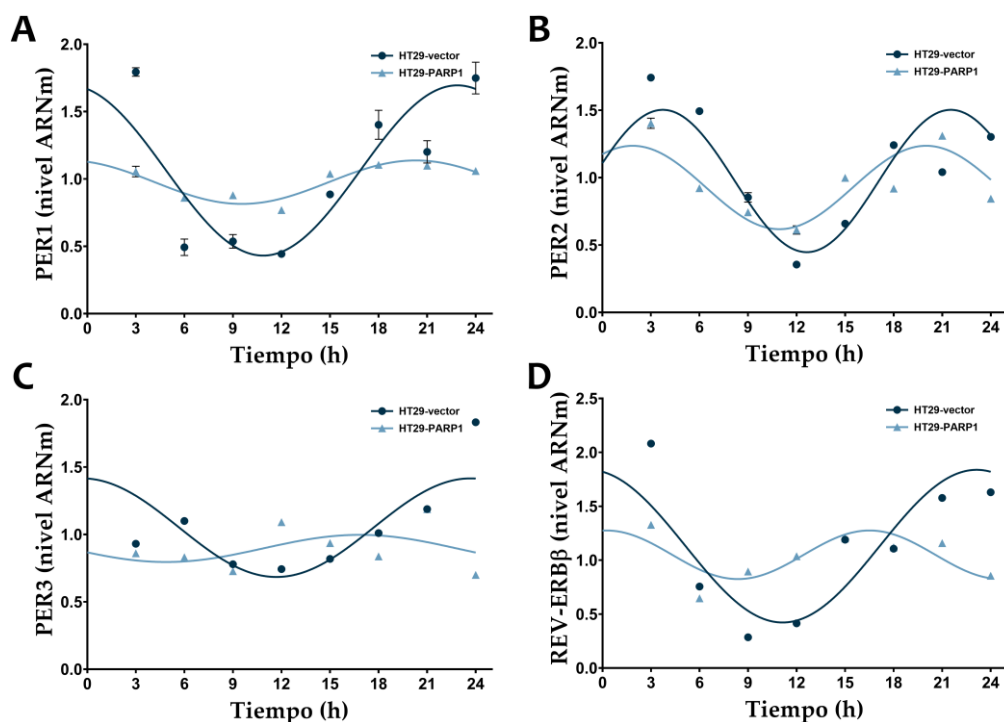 A
PER1 (nivel ARNm)
2.0
1.5
1.0
0.5
0.0
HT29-vector
HT29-PARP1
0 3 6 9 12 15 18 21 24
Tiempo (h)
B
PER2 (nivel ARNm)
2.0
1.5
1.0
0.5
0.0
HT29-vector
HT29-PARP1
0 3 6 9 12 15 18 21 24
Tiempo (h)
C
PER3 (nivel ARNm)
2.0
1.5
1.0
0.5
0.0
HT29-vector
HT29-PARP1
0 3 6 9 12 15 18 21 24
Tiempo (h)
D
REV-ERBβ (nivel ARNm)
2.5
2.0
1.5
1.0
0.5
0.0
HT29-vector
HT29-PARP1
0 3 6 9 12 15 18 21 24
Tiempo (h)